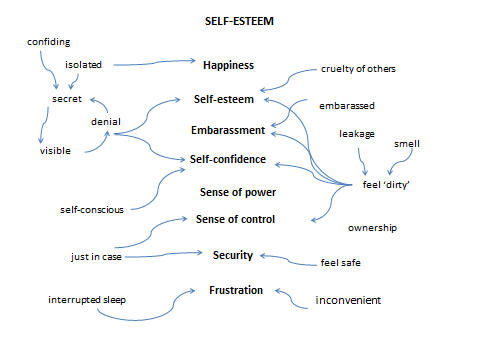 SELF-ESTEEM
confiding
isolated
Happiness
cruelty of others
secret
Self-esteem
embarassed
denial
Embarassment
leakage
smell
visible
Self-confidence
Sense of power
feel ‘dirty’
self-conscious
Sense of control
ownership
just in case
Security
feel safe
interrupted sleep
Frustration
inconvenient